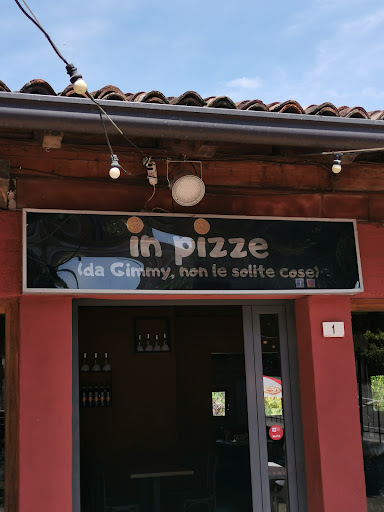 in pizze
(da Gimmy, non le solite cose)
1